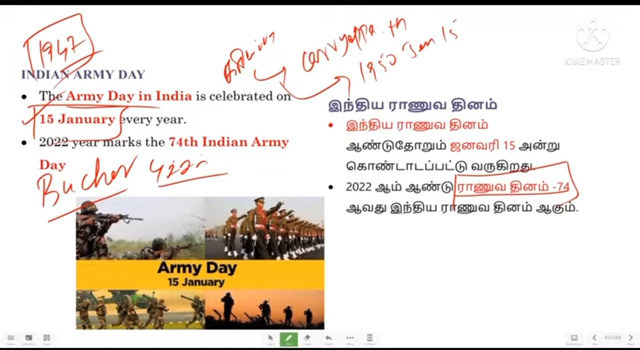 1947
cariyappa
1950 Jan 15
KINEMASTER
INDIAN ARMY DAY
The Army Day in India is celebrated on
15 January every year.
2022 year marks the 74th Indian Army
Day
Bucher
இந்திய ராணுவ தினம்
இந்திய ராணுவ தினம்
ஆண்டுதோறும் ஜனவரி 15 அன்று
கொண்டாடப்பட்டு வருகிறது.
2022 ஆம் ஆண்டு ராணுவ தினம் -74
ஆவது இந்திய ராணுவ தினம் ஆகும்.
Army Day
15 January